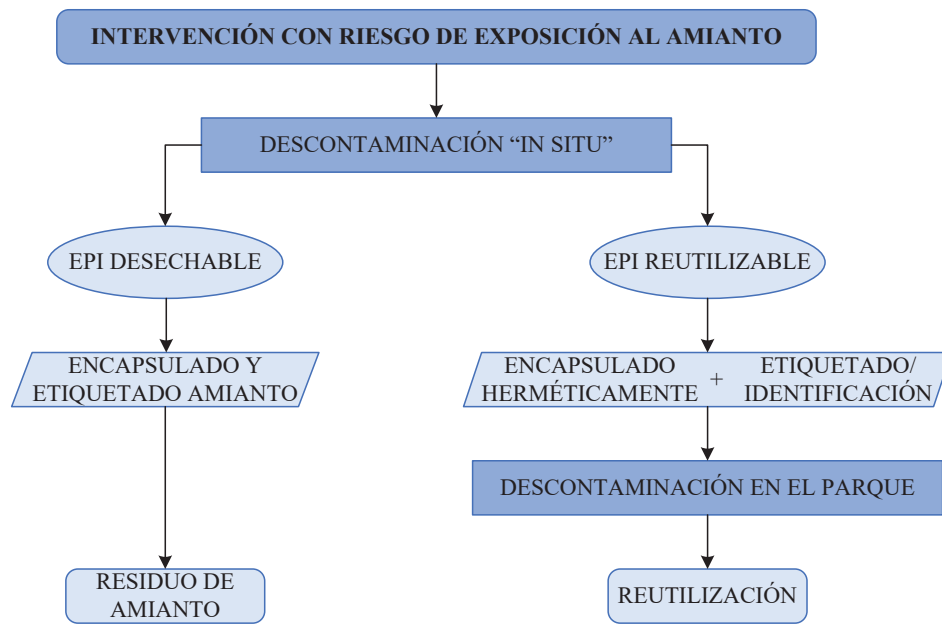 INTERVENCIÓN CON RIESGO DE EXPOSICIÓN AL AMIANTO
DESCONTAMINACIÓN “IN SITU”
EPI DESECHABLE
EPI REUTILIZABLE
ENCAPSULADO Y
ETIQUETADO AMIANTO
ENCAPSULADO
HERMÉTICAMENTE
+
ETIQUETADO/
IDENTIFICACIÓN
DESCONTAMINACIÓN EN EL PARQUE
RESIDUO DE
AMIANTO
REUTILIZACIÓN